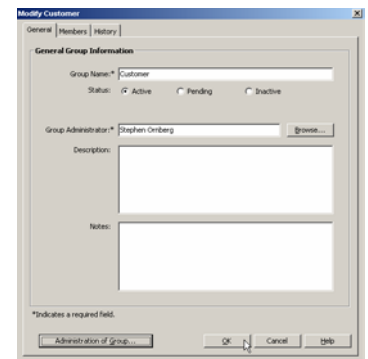 Modify Customer
General Members History
General Group Information
Group Name:* Customer
Status: Active Pending Inactive
Group Administrator:* Stephen Ornberg Browse...
Description:
Notes:
*Indicates a required field.
Administration of Group... OK Cancel Help